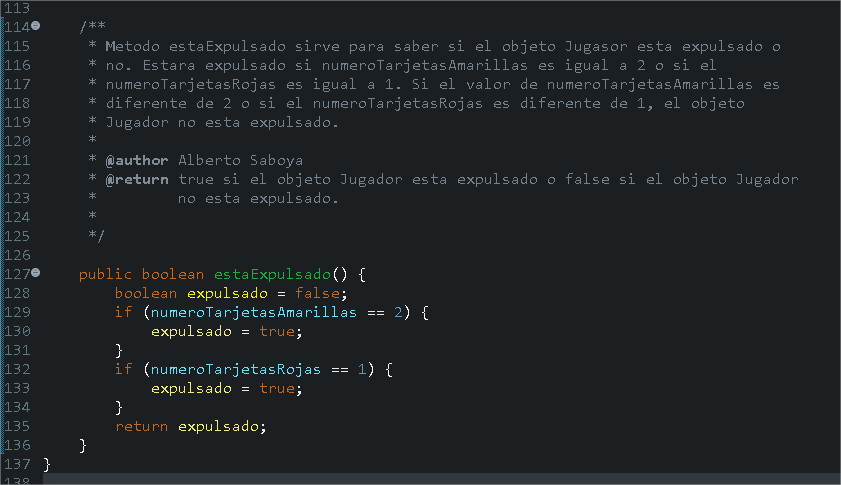 113
114 /**
115 * Metodo estaExpulsado sirve para saber si el objeto Jugasor esta expulsado o
116 * no. Estara expulsado si numeroTarjetasAmarillas es igual a 2 o si el
117 * numeroTarjetasRojas es igual a 1. Si el valor de numeroTarjetasAmarillas es
118 * diferente de 2 o si el numeroTarjetasRojas es diferente de 1, el objeto
119 * Jugador no esta expulsado.
120 *
121 * @author Alberto Saboya
122 * @return true si el objeto Jugador esta expulsado o false si el objeto Jugador
123 *         no esta expulsado.
124 *
125 */
126
127 public boolean estaExpulsado() {
128     boolean expulsado = false;
129     if (numeroTarjetasAmarillas == 2) {
130         expulsado = true;
131     }
132     if (numeroTarjetasRojas == 1) {
133         expulsado = true;
134     }
135     return expulsado;
136 }
137 }
138